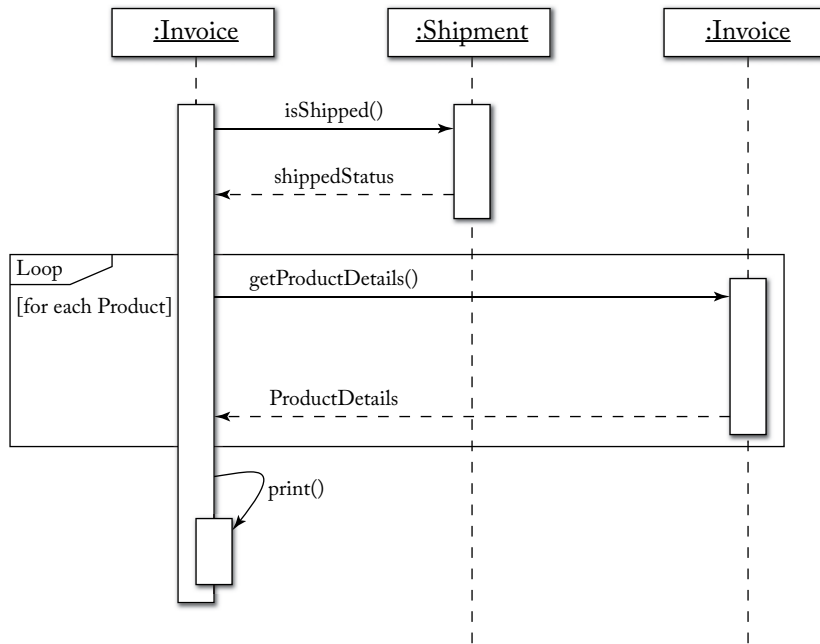 :Invoice
:Shipment
:Invoice
isShipped()
shippedStatus
Loop
[for each Product]
getProductDetails()
ProductDetails
print()